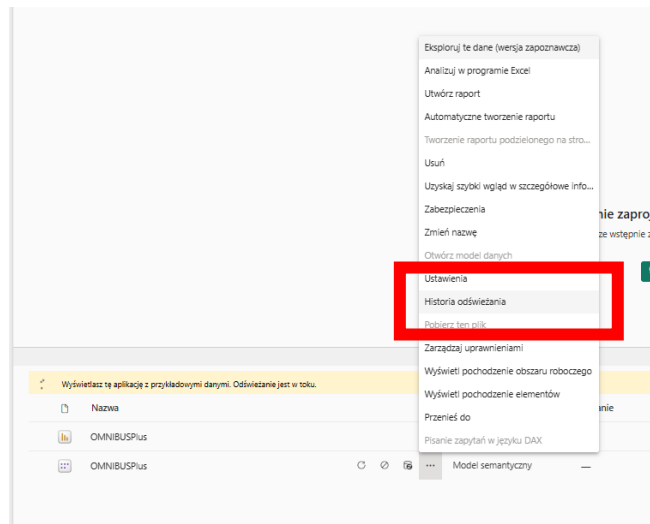 Eksploruj te dane (wersja zapoznawcza)
Analizuj w programie Excel
Utwórz raport
Automatyczne tworzenie raportu
Tworzenie raportu podzielonego na stro...
Usuń
Uzyskaj szybki wgląd w szczegółowe info...
Zabezpieczenia
nie zaproj
Zmień nazwę
ze wstępnie z
Otwórz model danych
Ustawienia
Historia odświeżania
Pobierz ten plik
Zarządzaj uprawnieniami
Wyświetl pochodzenie obszaru roboczego
Wyświetlasz tę aplikację z przykładowymi danymi. Odświeżanie jest w toku.
Wyświetl pochodzenie elementów
Nazwa
anie
Przenieś do
OMNIBUSPlus
Pisanie zapytań w języku DAX
OMNIBUSPlus ... Model semantyczny —